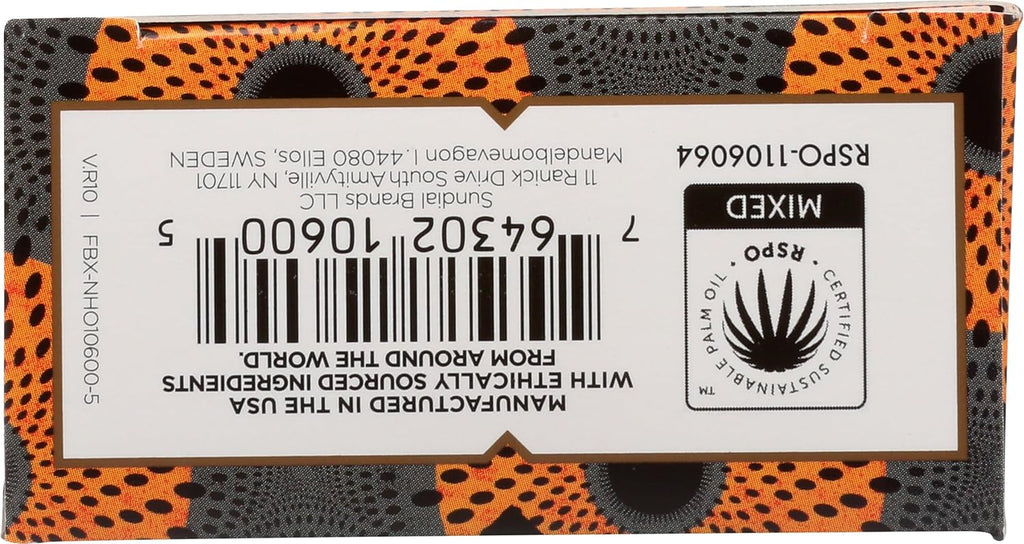 MANUFACTURED IN THE USA
WITH ETHICALLY SOURCED INGREDIENTS
FROM AROUND THE WORLD.
7 64302 10600 5
Sundial Brands LLC
11 Ranick Drive South Amityville, NY 11701
Mandelbomevagon 1.44080 Ellos, SWEDEN
CERTIFIED SUSTAINABLE PALM OIL • RSPO •
TM
MIXED
RSPO-1106064
VR10 | FBX-NHO10600-5